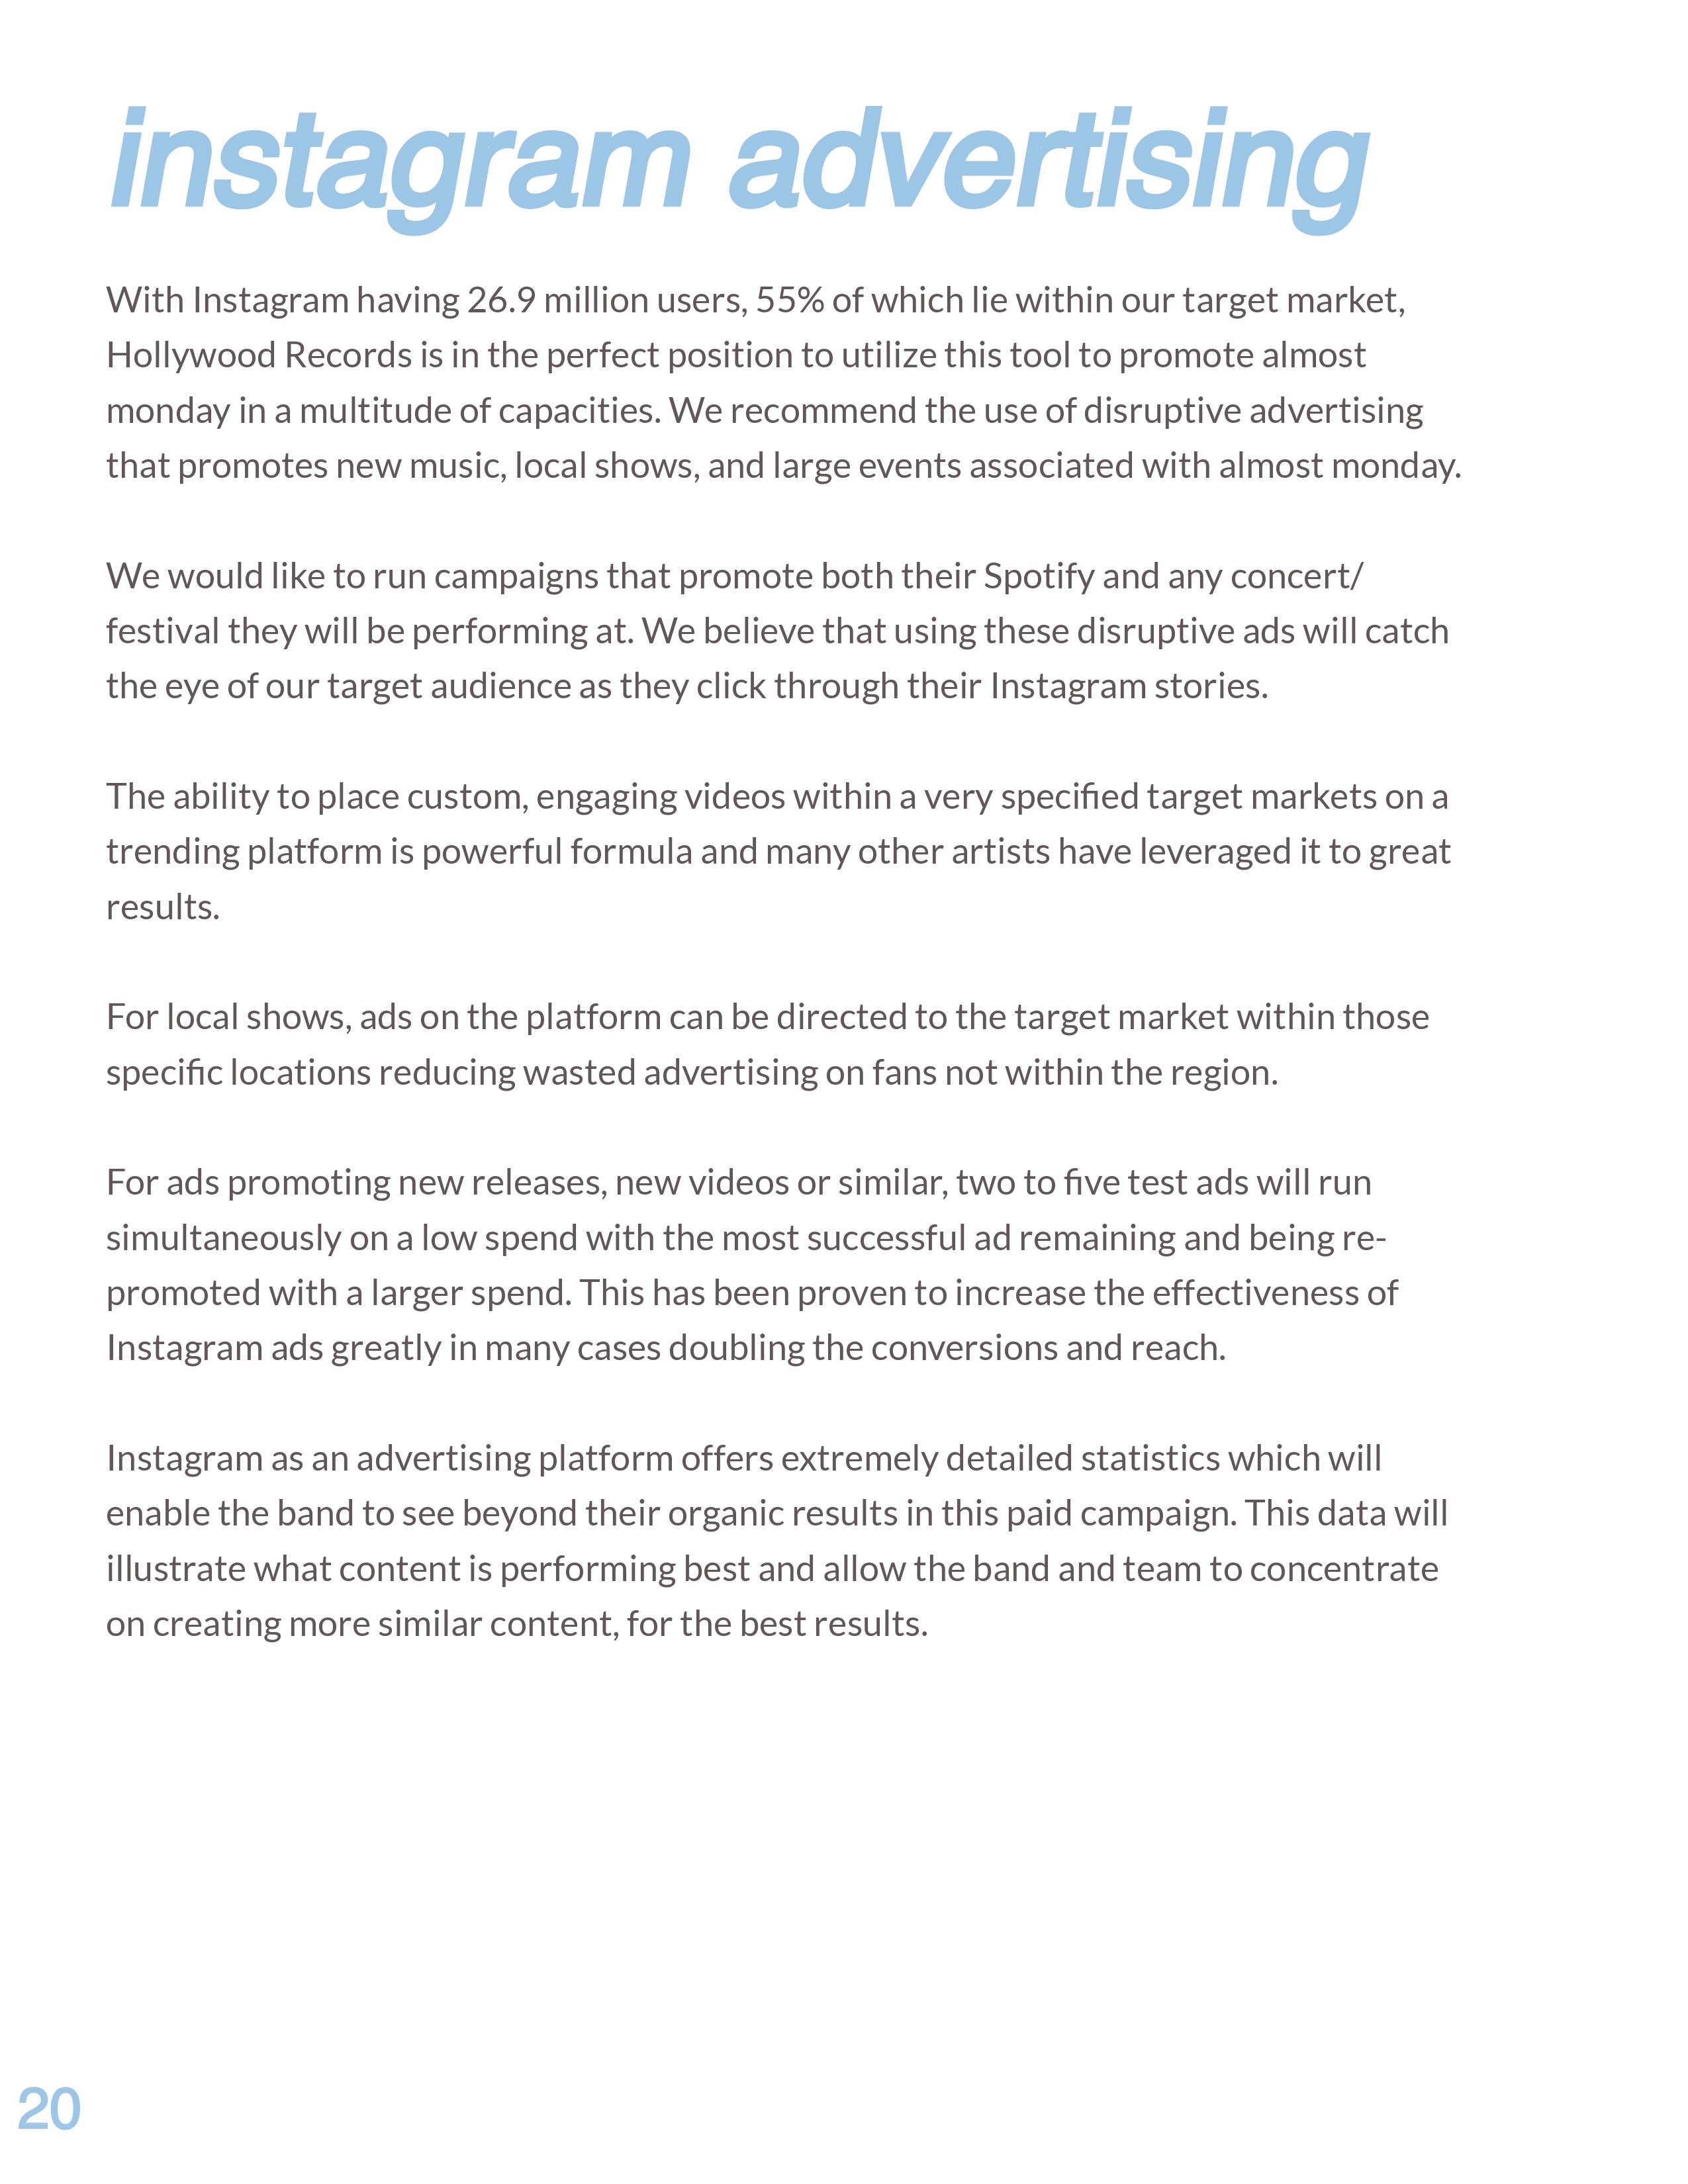 instagram advertising
With Instagram having 26.9 million users, 55% of which lie within our target market,
Hollywood Records is in the perfect position to utilize this tool to promote almost
monday in a multitude of capacities. We recommend the use of disruptive advertising
that promotes new music, local shows, and large events associated with almost monday.
We would like to run campaigns that promote both their Spotify and any concert/
festival they will be performing at. We believe that using these disruptive ads will catch
the eye of our target audience as they click through their Instagram stories.
The ability to place custom, engaging videos within a very specified target markets on a
trending platform is powerful formula and many other artists have leveraged it to great
results.
For local shows, ads on the platform can be directed to the target market within those
specific locations reducing wasted advertising on fans not within the region.
For ads promoting new releases, new videos or similar, two to five test ads will run
simultaneously on a low spend with the most successful ad remaining and being re-
promoted with a larger spend. This has been proven to increase the effectiveness of
Instagram ads greatly in many cases doubling the conversions and reach.
Instagram as an advertising platform offers extremely detailed statistics which will
enable the band to see beyond their organic results in this paid campaign. This data will
illustrate what content is performing best and allow the band and team to concentrate
on creating more similar content, for the best results.
20